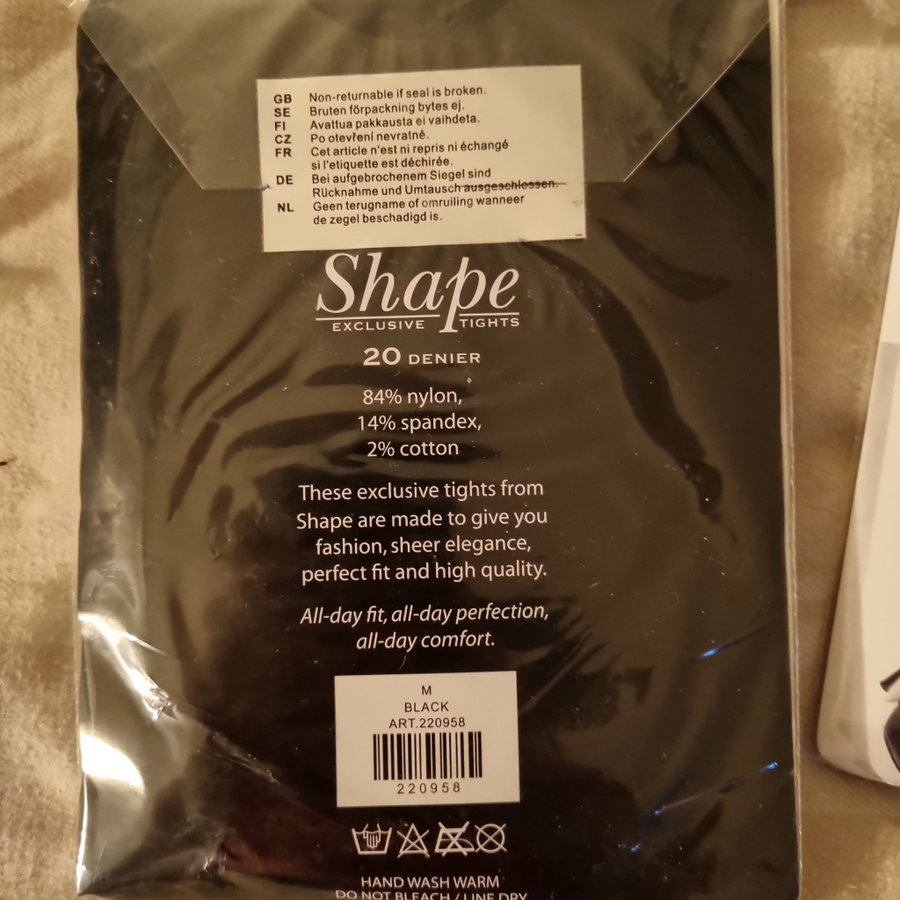 GB Non-returnable if seal is broken.
SE Bruten förpackning bytes ej.
FI Avattua pakkausta ei vaihdeta.
CZ Po otevření nevratné.
FR Cet article n'est ni repris ni échangé
si l'etiquette est déchirée.
DE Bei aufgebrochenem Siegel sind
Rücknahme und Umtausch ausgeschlossen.
NL Geen terugname of omruiling wanneer
de zegel beschadigd is.
Shape
EXCLUSIVE TIGHTS
20 DENIER
84% nylon,
14% spandex,
2% cotton
These exclusive tights from
Shape are made to give you
fashion, sheer elegance,
perfect fit and high quality.
All-day fit, all-day perfection,
all-day comfort.
M
BLACK
ART.220958
220958
HAND WASH WARM
DO NOT BLEACH / LINE DRY